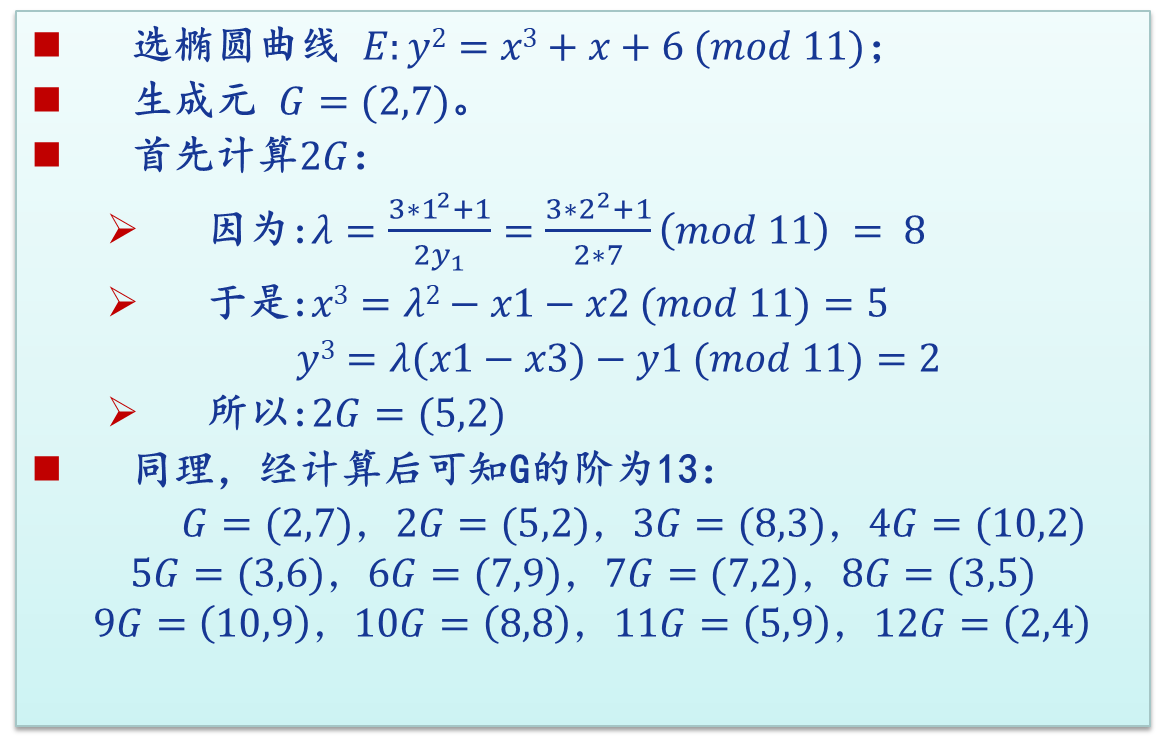 选椭圆曲线 E: y² = x³ + x + 6 (mod 11)；
生成元 G = (2,7)。
首先计算2G：
因为: λ = \frac{3*1²+1}{2y₁} = \frac{3*2²+1}{2*7} (mod 11) = 8
于是: x³ = λ² − x1 − x2 (mod 11) = 5
y³ = λ(x1 − x3) − y1 (mod 11) = 2
所以: 2G = (5,2)
同理，经计算后可知G的阶为13：
G = (2,7)，2G = (5,2)，3G = (8,3)，4G = (10,2)
5G = (3,6)，6G = (7,9)，7G = (7,2)，8G = (3,5)
9G = (10,9)，10G = (8,8)，11G = (5,9)，12G = (2,4)